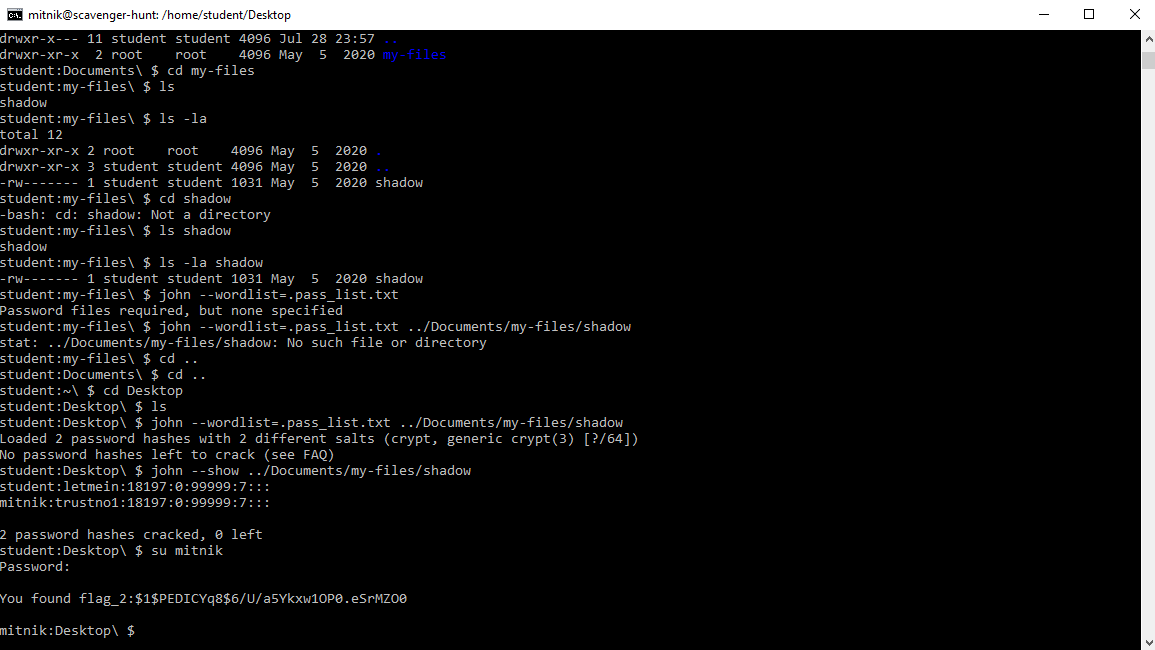 mitnik@scavenger-hunt: /home/student/Desktop
drwxr-x--- 11 student student 4096 Jul 28 23:57 ..
drwxr-xr-x  2 root    root    4096 May  5  2020 my-files
student:Documents\ $ cd my-files
student:my-files\ $ ls
shadow
student:my-files\ $ ls -la
total 12
drwxr-xr-x 2 root    root    4096 May  5  2020 .
drwxr-xr-x 3 student student 4096 May  5  2020 ..
-rw------- 1 student student 1031 May  5  2020 shadow
student:my-files\ $ cd shadow
-bash: cd: shadow: Not a directory
student:my-files\ $ ls shadow
shadow
student:my-files\ $ ls -la shadow
-rw------- 1 student student 1031 May  5  2020 shadow
student:my-files\ $ john --wordlist=.pass_list.txt
Password files required, but none specified
student:my-files\ $ john --wordlist=.pass_list.txt ../Documents/my-files/shadow
stat: ../Documents/my-files/shadow: No such file or directory
student:my-files\ $ cd ..
student:Documents\ $ cd ..
student:~\ $ cd Desktop
student:Desktop\ $ ls
student:Desktop\ $ john --wordlist=.pass_list.txt ../Documents/my-files/shadow
Loaded 2 password hashes with 2 different salts (crypt, generic crypt(3) [?/64])
No password hashes left to crack (see FAQ)
student:Desktop\ $ john --show ../Documents/my-files/shadow
student:letmein:18197:0:99999:7:::
mitnik:trustno1:18197:0:99999:7:::
2 password hashes cracked, 0 left
student:Desktop\ $ su mitnik
Password:
You found flag_2:$1$PEDICYq8$6/U/a5Ykxw1OP0.eSrMZO0
mitnik:Desktop\ $